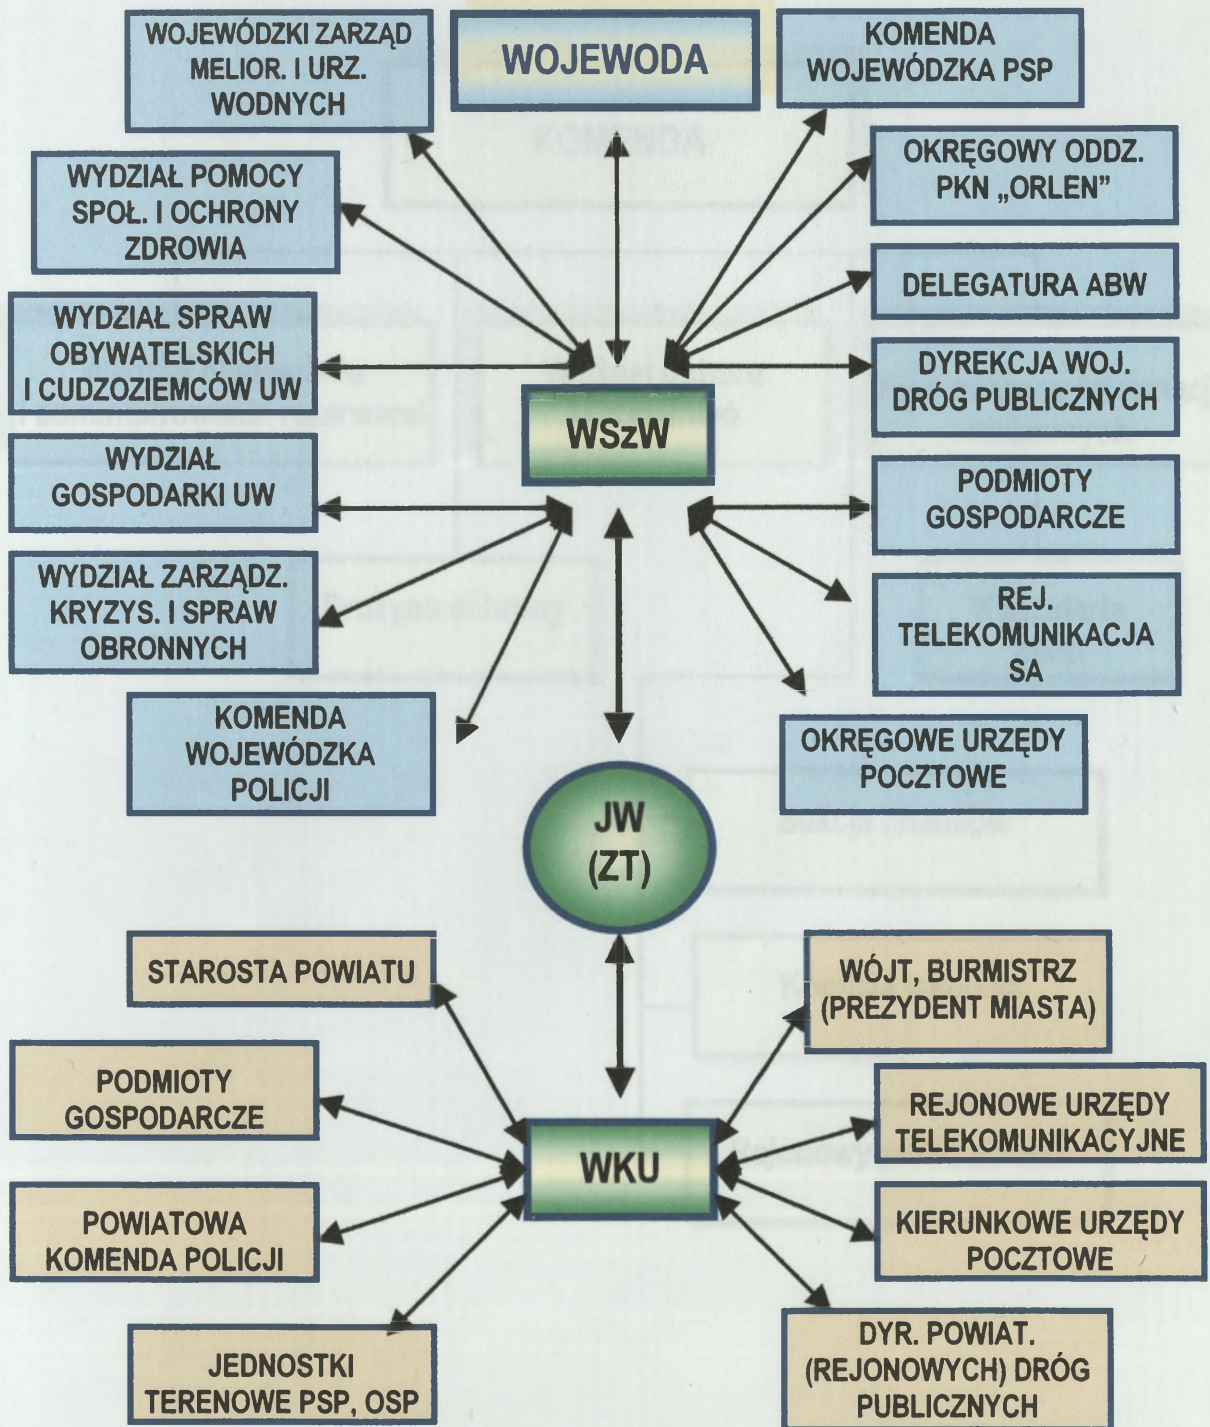 WOJEWÓDZKI ZARZĄD
MELIOR. I URZ.
WODNYCH
WOJEWODA
KOMENDA
WOJEWÓDZKA PSP
KOMENDA
WYDZIAŁ POMOCY
SPOŁ. I OCHRONY
ZDROWIA
OKRĘGOWY ODDZ.
PKN „ORLEN”
DELEGATURA ABW
WYDZIAŁ SPRAW
OBYWATELSKICH
I CUDZOZIEMCÓW UW
DYREKCJA WOJ.
DRÓG PUBLICZNYCH
WSzW
WYDZIAŁ
GOSPODARKI UW
PODMIOTY
GOSPODARCZE
WYDZIAŁ ZARZĄDZ.
KRYZYS. I SPRAW
OBRONNYCH
REJ.
TELEKOMUNIKACJA
SA
KOMENDA
WOJEWÓDZKA
POLICJI
OKRĘGOWE URZĘDY
POCZTOWE
JW
(ZT)
STAROSTA POWIATU
WÓJT, BURMISTRZ
(PREZYDENT MIASTA)
PODMIOTY
GOSPODARCZE
REJONOWE URZĘDY
TELEKOMUNIKACYJNE
WKU
POWIATOWA
KOMENDA POLICJI
KIERUNKOWE URZĘDY
POCZTOWE
JEDNOSTKI
TERENOWE PSP, OSP
DYR. POWIAT.
(REJONOWYCH) DRÓG
PUBLICZNYCH